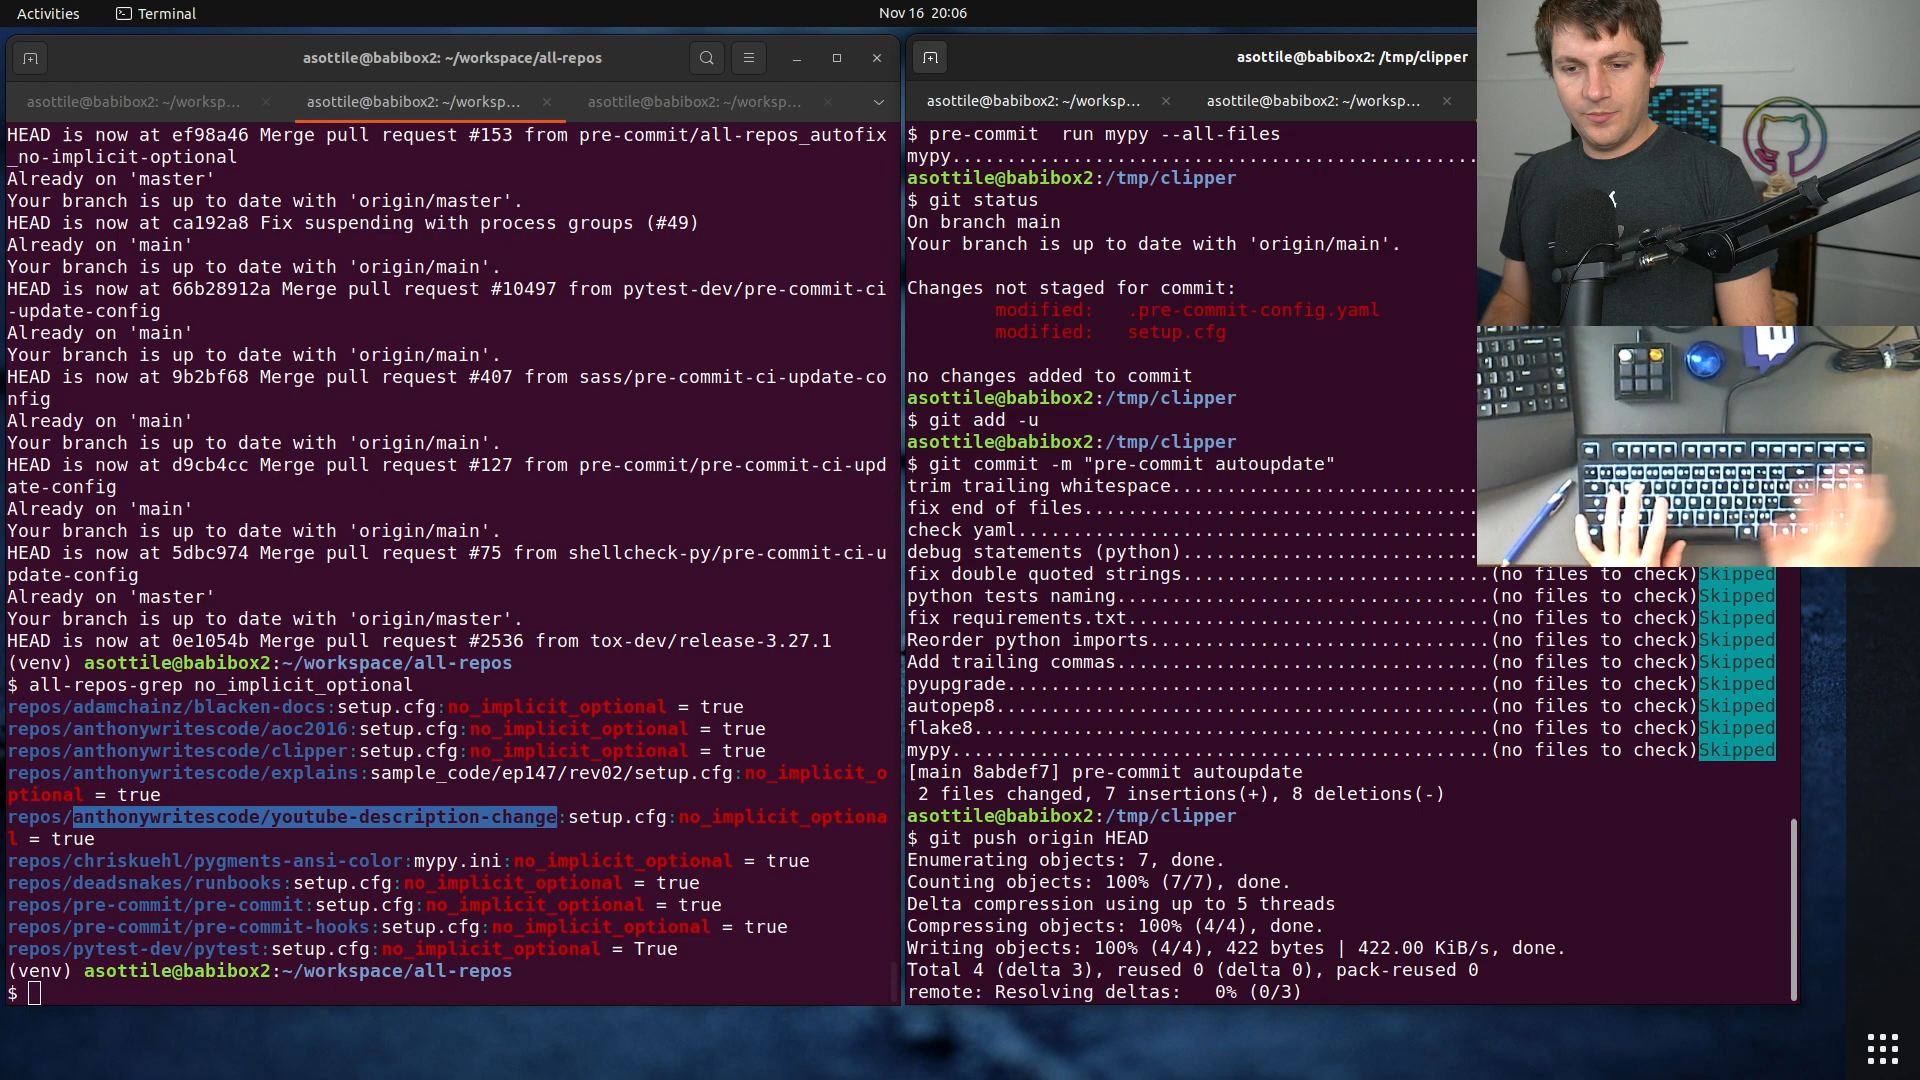 Activities
Terminal
Nov 16 20:06
asottile@babibox2: ~/workspace/all-repos
asottile@babibox2: ~/worksp...
asottile@babibox2: ~/worksp...
asottile@babibox2: ~/worksp...
HEAD is now at ef98a46 Merge pull request #153 from pre-commit/all-repos_autofix
_no-implicit-optional
Already on 'master'
Your branch is up to date with 'origin/master'.
HEAD is now at ca192a8 Fix suspending with process groups (#49)
Already on 'main'
Your branch is up to date with 'origin/main'.
HEAD is now at 66b28912a Merge pull request #10497 from pytest-dev/pre-commit-ci
-update-config
Already on 'main'
Your branch is up to date with 'origin/main'.
HEAD is now at 9b2bf68 Merge pull request #407 from sass/pre-commit-ci-update-co
nfig
Already on 'main'
Your branch is up to date with 'origin/main'.
HEAD is now at d9cb4cc Merge pull request #127 from pre-commit/pre-commit-ci-upd
ate-config
Already on 'main'
Your branch is up to date with 'origin/main'.
HEAD is now at 5dbc974 Merge pull request #75 from shellcheck-py/pre-commit-ci-u
pdate-config
Already on 'master'
Your branch is up to date with 'origin/master'.
HEAD is now at 0e1054b Merge pull request #2536 from tox-dev/release-3.27.1
(venv) asottile@babibox2:~/workspace/all-repos
$ all-repos-grep no_implicit_optional
repos/adamchainz/blacken-docs:setup.cfg:no_implicit_optional = true
repos/anthonywritescode/aoc2016:setup.cfg:no_implicit_optional = true
repos/anthonywritescode/clipper:setup.cfg:no_implicit_optional = true
repos/anthonywritescode/explains:sample_code/ep147/rev02/setup.cfg:no_implicit_o
ptional = true
repos/anthonywritescode/youtube-description-change:setup.cfg:no_implicit_optiona
l = true
repos/chriskuehl/pygments-ansi-color:mypy.ini:no_implicit_optional = true
repos/deadsnakes/runbooks:setup.cfg:no_implicit_optional = true
repos/pre-commit/pre-commit:setup.cfg:no_implicit_optional = true
repos/pre-commit/pre-commit-hooks:setup.cfg:no_implicit_optional = true
repos/pytest-dev/pytest:setup.cfg:no_implicit_optional = True
(venv) asottile@babibox2:~/workspace/all-repos
$
asottile@babibox2: /tmp/clipper
asottile@babibox2: ~/worksp...
asottile@babibox2: ~/worksp...
$ pre-commit  run mypy --all-files
mypy....................................................
asottile@babibox2:/tmp/clipper
$ git status
On branch main
Your branch is up to date with 'origin/main'.
Changes not staged for commit:
modified:   .pre-commit-config.yaml
modified:   setup.cfg
no changes added to commit
asottile@babibox2:/tmp/clipper
$ git add -u
asottile@babibox2:/tmp/clipper
$ git commit -m "pre-commit autoupdate"
trim trailing whitespace............................
fix end of files....................................
check yaml..........................................
debug statements (python)...........................
fix double quoted strings............................(no files to check)Skipped
python tests naming..................................(no files to check)Skipped
fix requirements.txt.................................(no files to check)Skipped
Reorder python imports...............................(no files to check)Skipped
Add trailing commas..................................(no files to check)Skipped
pyupgrade............................................(no files to check)Skipped
autopep8.............................................(no files to check)Skipped
flake8...............................................(no files to check)Skipped
mypy.................................................(no files to check)Skipped
[main 8abdef7] pre-commit autoupdate
2 files changed, 7 insertions(+), 8 deletions(-)
asottile@babibox2:/tmp/clipper
$ git push origin HEAD
Enumerating objects: 7, done.
Counting objects: 100% (7/7), done.
Delta compression using up to 5 threads
Compressing objects: 100% (4/4), done.
Writing objects: 100% (4/4), 422 bytes | 422.00 KiB/s, done.
Total 4 (delta 3), reused 0 (delta 0), pack-reused 0
remote: Resolving deltas:   0% (0/3)